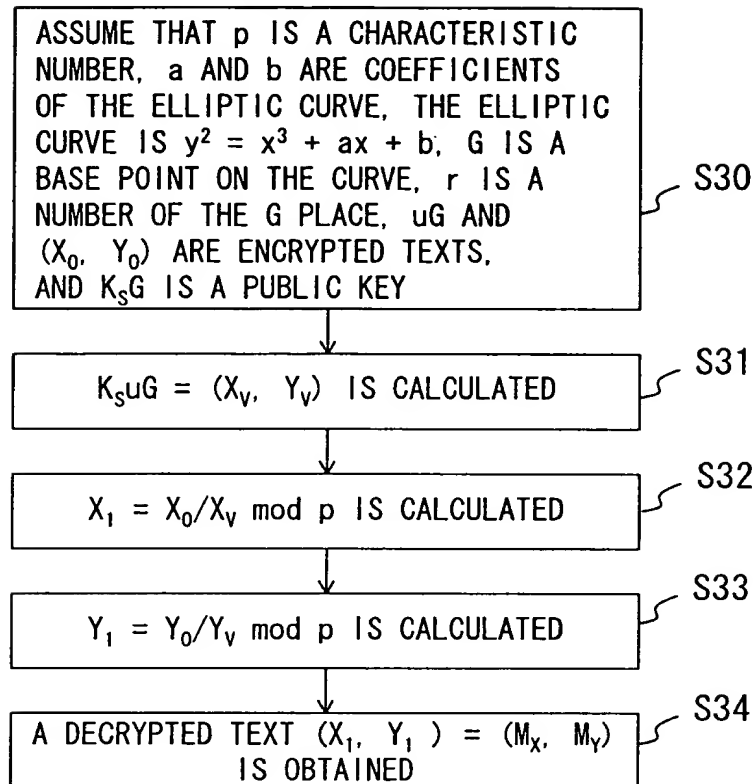 ASSUME THAT p IS A CHARACTERISTIC
NUMBER, a AND b ARE COEFFICIENTS
OF THE ELLIPTIC CURVE, THE ELLIPTIC
CURVE IS y² = x³ + ax + b, G IS A
BASE POINT ON THE CURVE, r IS A
NUMBER OF THE G PLACE, uG AND
(X₀, Y₀) ARE ENCRYPTED TEXTS,
AND KₛG IS A PUBLIC KEY
S30
KₛuG = (Xᵥ, Yᵥ) IS CALCULATED
S31
X₁ = X₀/Xᵥ mod p IS CALCULATED
S32
Y₁ = Y₀/Yᵥ mod p IS CALCULATED
S33
A DECRYPTED TEXT (X₁, Y₁ ) = (Mₓ, Mᵧ)
IS OBTAINED
S34